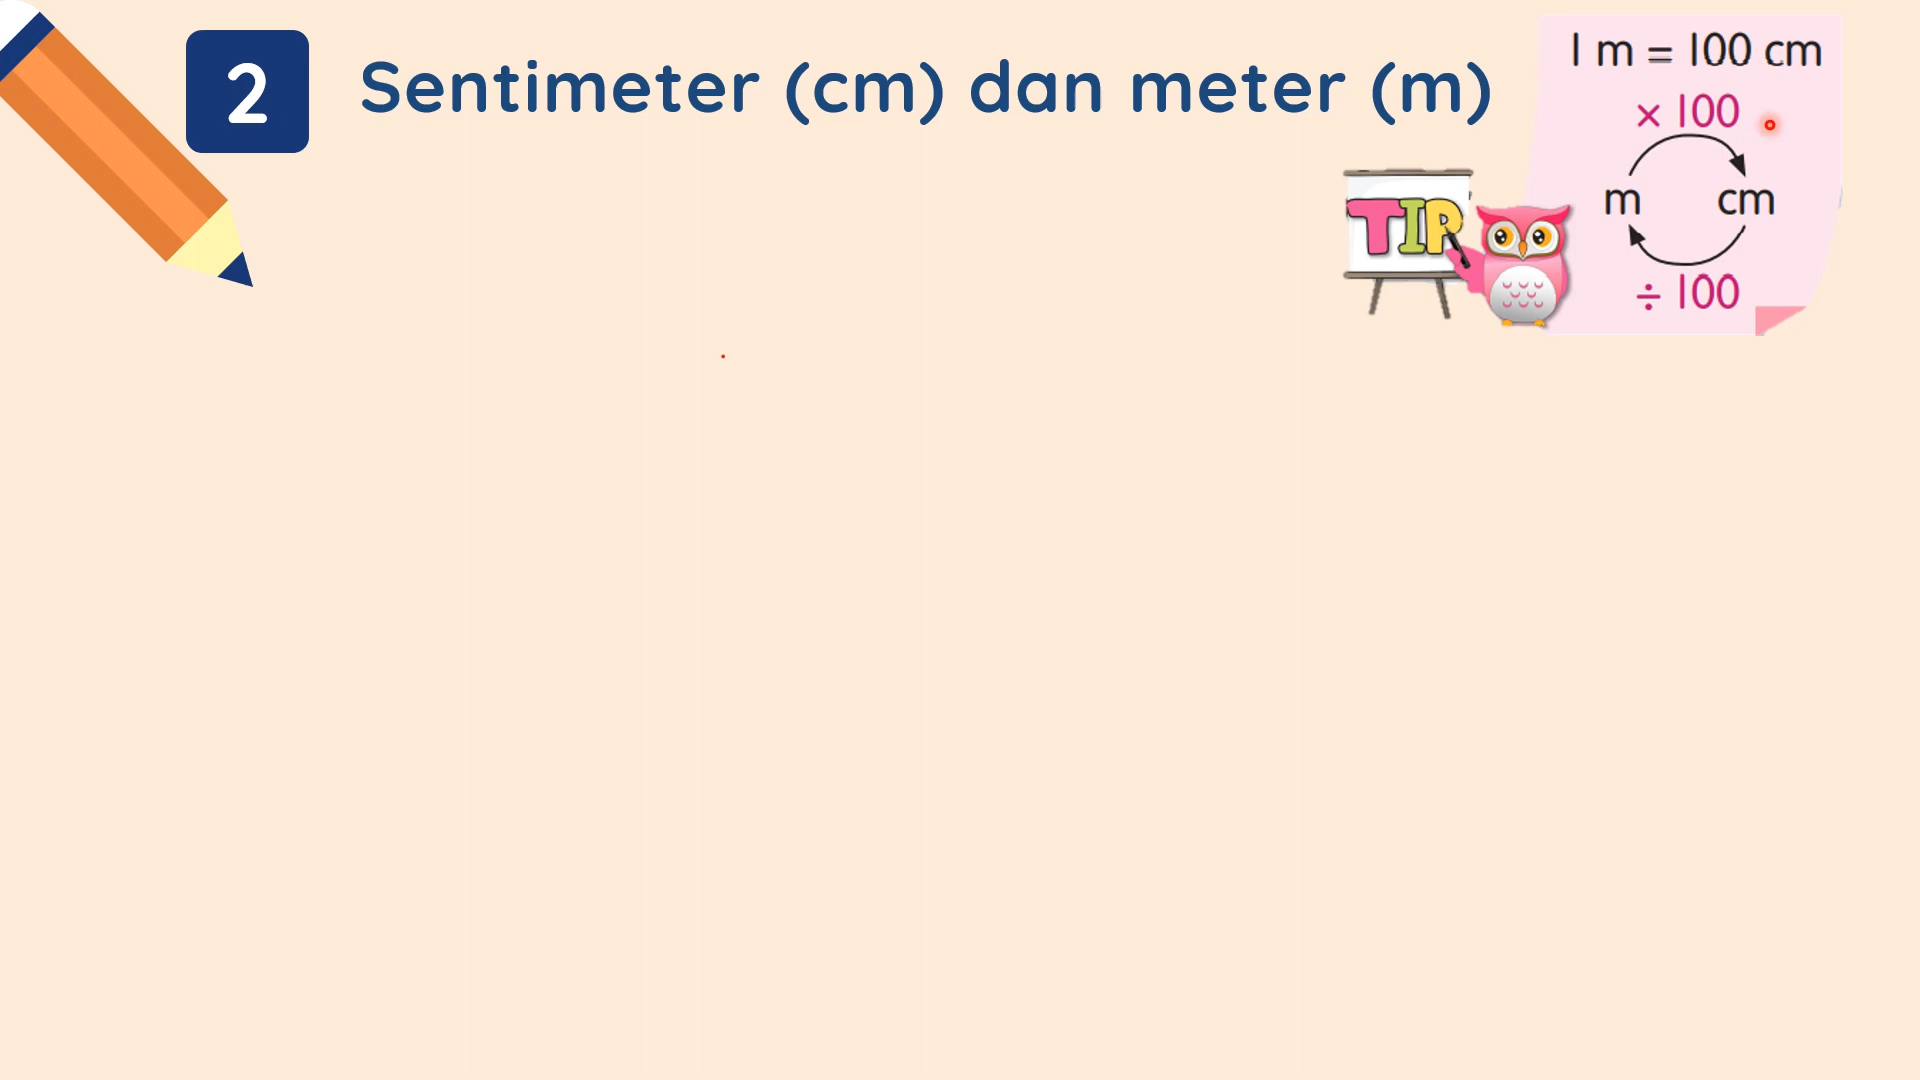 2
Sentimeter (cm) dan meter (m)
1 m = 100 cm
× 100
m cm
÷ 100
TIP